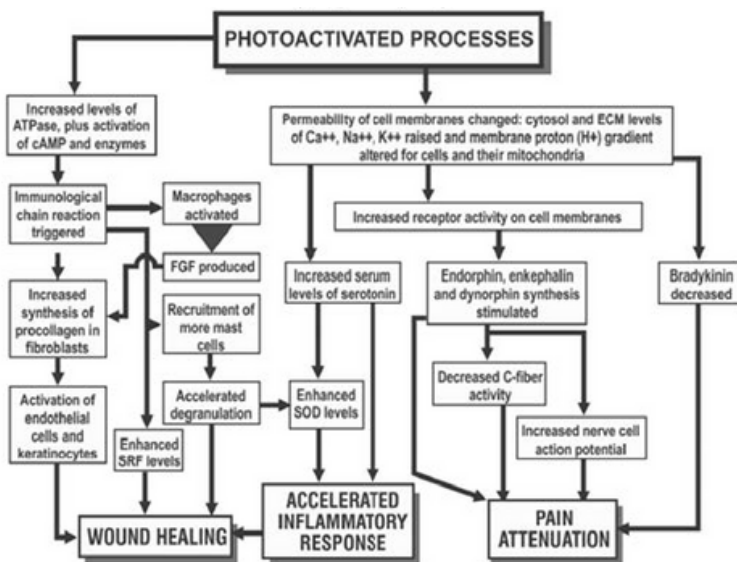 PHOTOACTIVATED PROCESSES
Increased levels of
ATPase, plus activation
of cAMP and enzymes
Permeability of cell membranes changed: cytosol and ECM levels
of Ca++, Na++, K++ raised and membrane proton (H+) gradient
altered for cells and their mitochondria
Immunological
chain reaction
triggered
Macrophages
activated
Increased receptor activity on cell membranes
FGF produced
Increased serum
levels of serotonin
Endorphin, enkephalin
and dynorphin synthesis
stimulated
Bradykinin
decreased
Increased
synthesis of
procollagen in
fibroblasts
Recruitment of
more mast
cells
Decreased C-fiber
activity
Activation of
endothelial
cells and
keratinocytes
Accelerated
degranulation
Enhanced
SOD levels
Increased nerve cell
action potential
Enhanced
SRF levels
WOUND HEALING
ACCELERATED
INFLAMMATORY
RESPONSE
PAIN
ATTENUATION